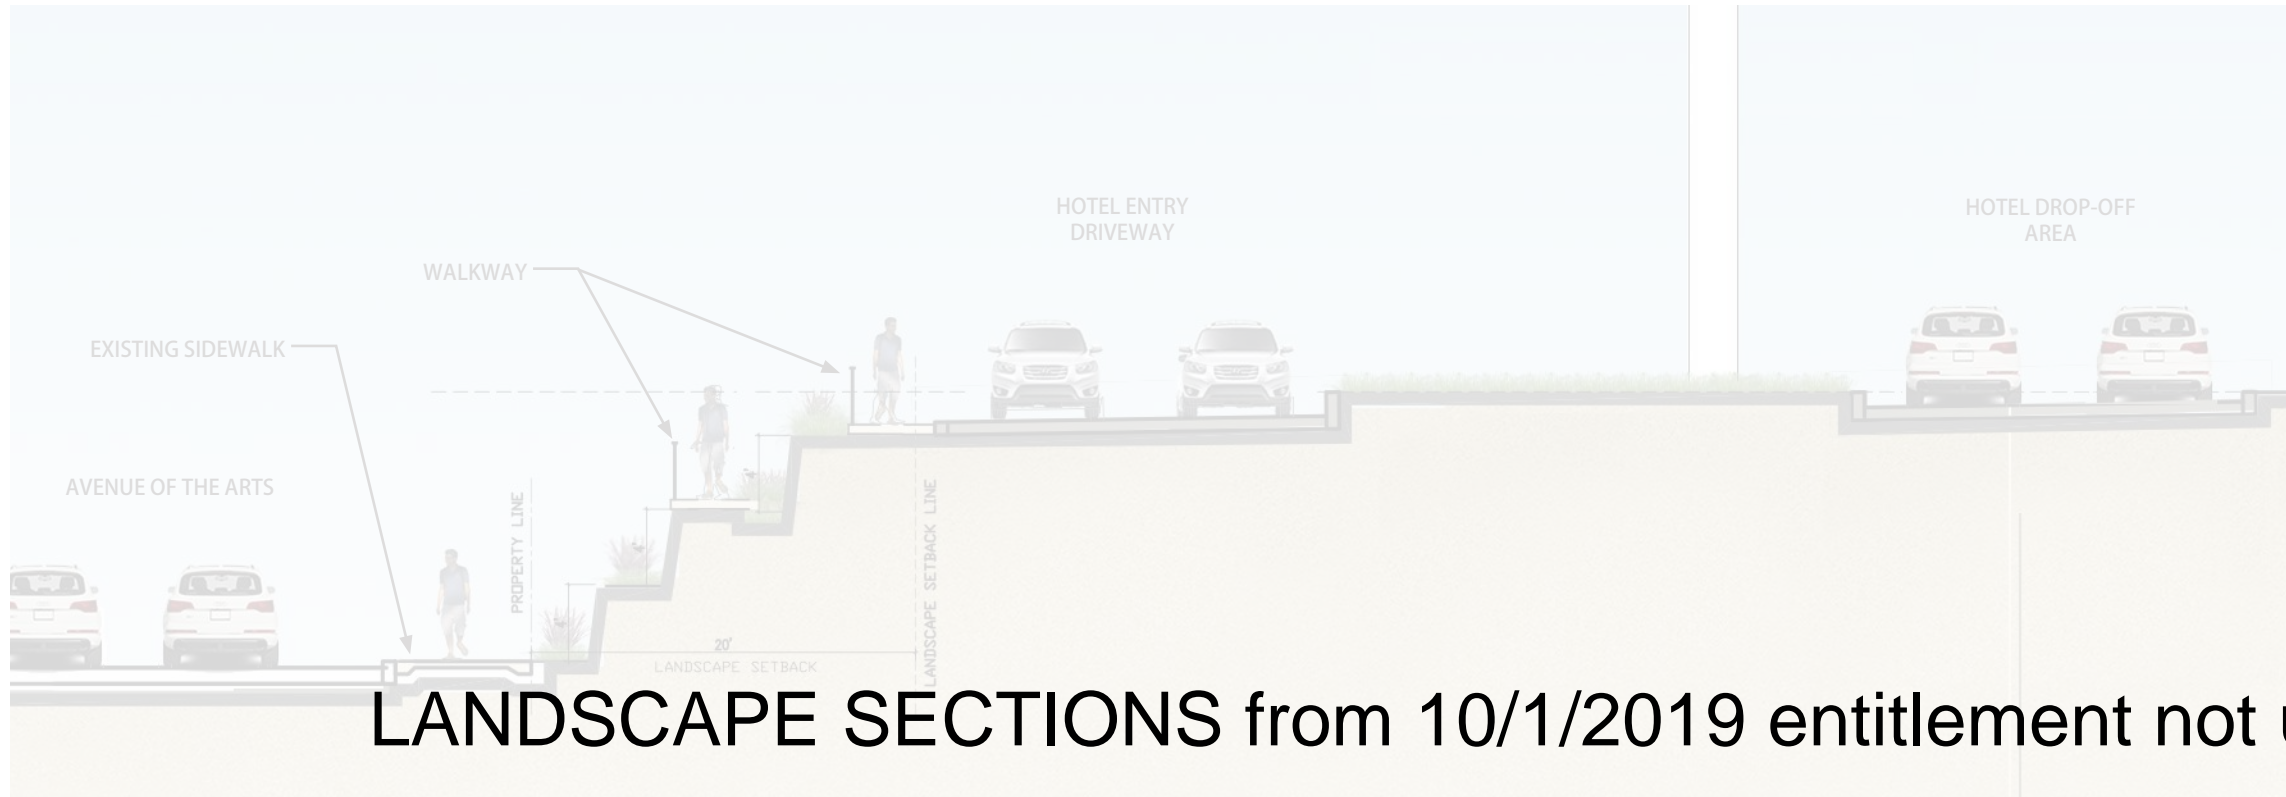 HOTEL ENTRY
DRIVEWAY
HOTEL DROP-OFF
AREA
WALKWAY
EXISTING SIDEWALK
AVENUE OF THE ARTS
PROPERTY LINE
LANDSCAPE SETBACK LINE
20'
LANDSCAPE SETBACK
LANDSCAPE SECTIONS from 10/1/2019 entitlement not